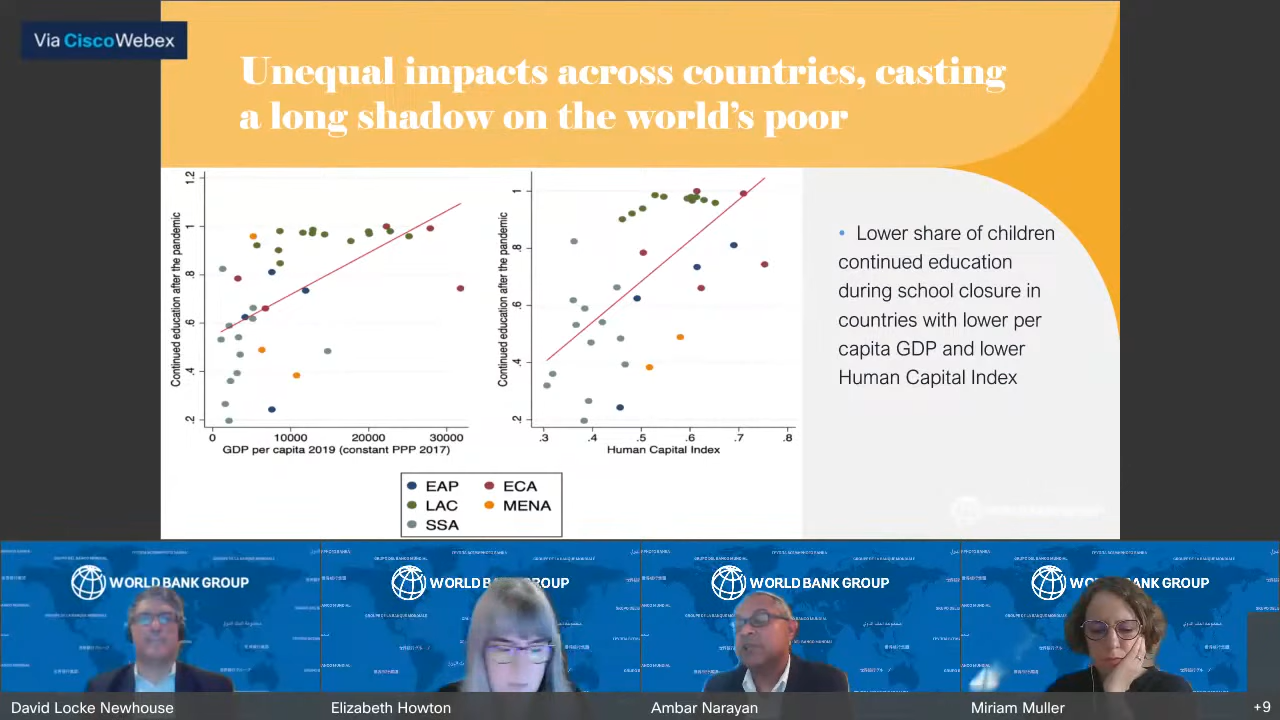 Via Cisco Webex
Unequal impacts across countries, casting
a long shadow on the world's poor
Continued education after the pandemic
1.2
1
.8
.6
.4
.2
0
10000
20000
30000
GDP per capita 2019 (constant PPP 2017)
Continued education after the pandemic
1
.8
.6
.4
.2
.3
.4
.5
.6
.7
.8
Human Capital Index
EAP
ECA
LAC
MENA
SSA
• Lower share of children
continued education
during school closure in
countries with lower per
capita GDP and lower
Human Capital Index
WORLD BANK GROUP
WORLD BANK GROUP
WORLD BANK GROUP
WORLD BANK GROUP
David Locke Newhouse
Elizabeth Howton
Ambar Narayan
Miriam Muller
+9